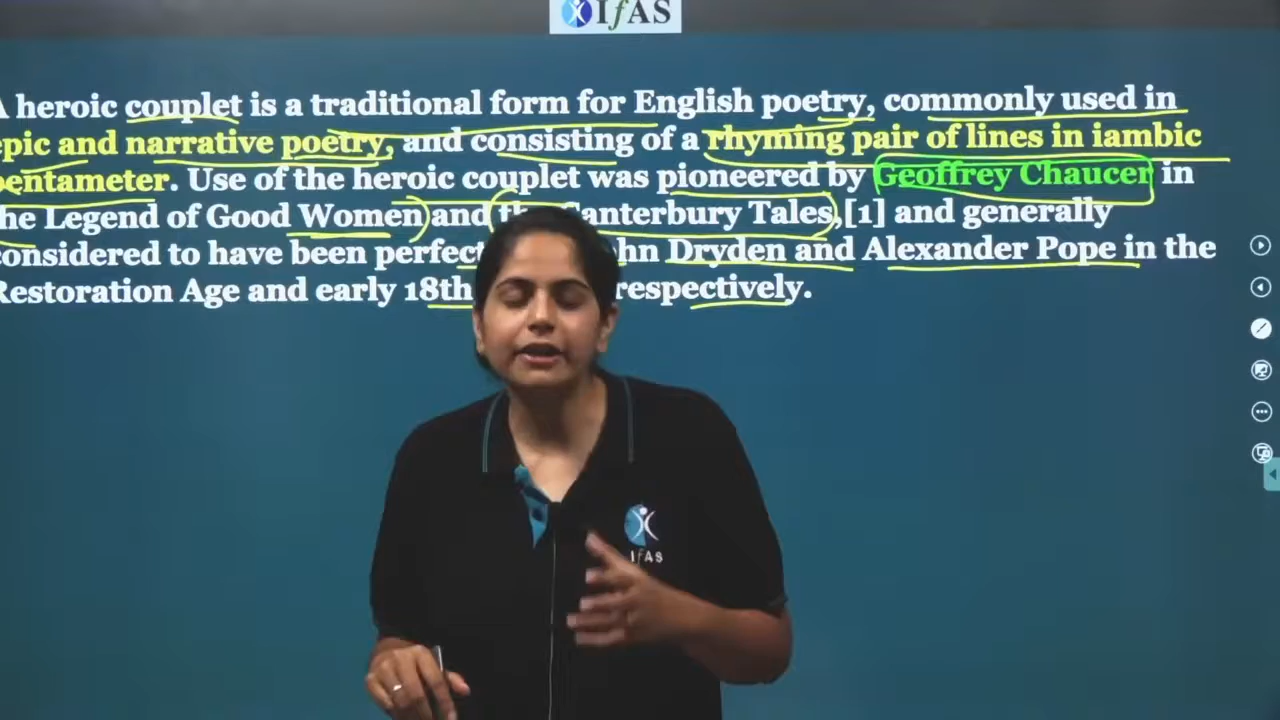 IfAS
A heroic couplet is a traditional form for English poetry, commonly used in
epic and narrative poetry, and consisting of a rhyming pair of lines in iambic
pentameter. Use of the heroic couplet was pioneered by Geoffrey Chaucer in
the Legend of Good Women and the Canterbury Tales,[1] and generally
considered to have been perfect hn Dryden and Alexander Pope in the
Restoration Age and early 18th respectively.
IfAS